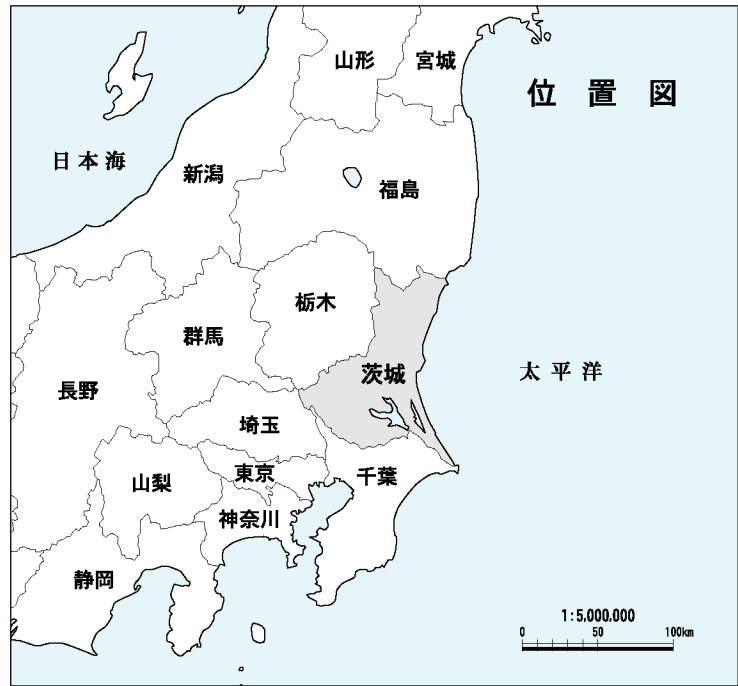 山形
宮城
位 置 図
日本海
新潟
福島
栃木
群馬
茨城
太平洋
長野
埼玉
東京
千葉
山梨
神奈川
静岡
1:5,000,000
0 50 100km